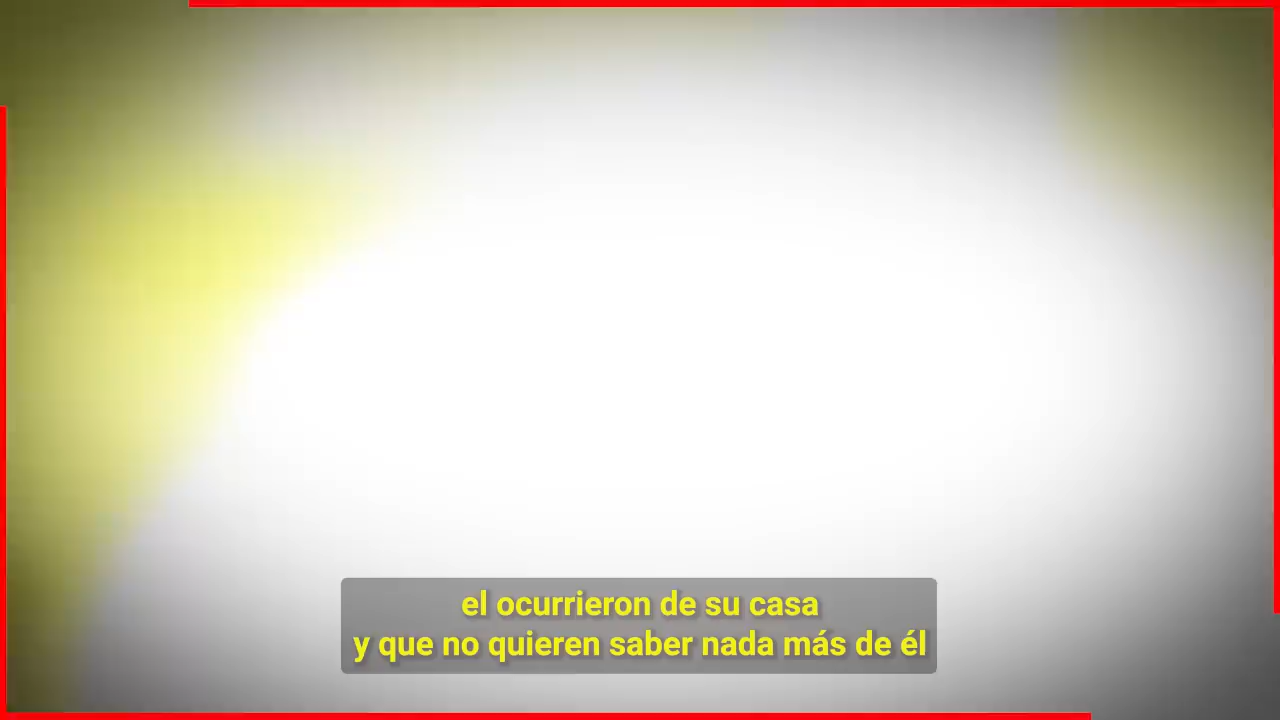 el ocurrieron de su casa
y que no quieren saber nada más de él